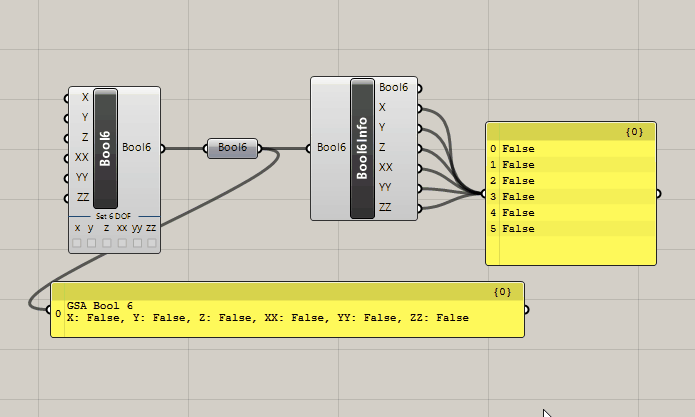 X
Y
Z
XX
YY
ZZ
Bool6
Bool6
Set 6 DOF
x y z xx yy zz
Bool6
Bool6
Bool6Info
Bool6
X
Y
Z
XX
YY
ZZ
{0}
0 False
1 False
2 False
3 False
4 False
5 False
{0}
0 GSA Bool 6
X: False, Y: False, Z: False, XX: False, YY: False, ZZ: False